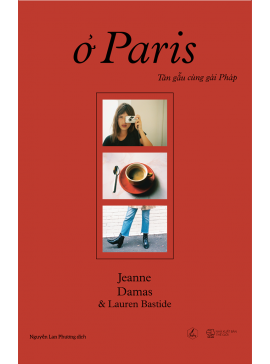 ở Paris
Tán gẫu cùng gái Pháp
Jeanne
Damas
& Lauren Bastide
Nguyễn Lan Phương dịch